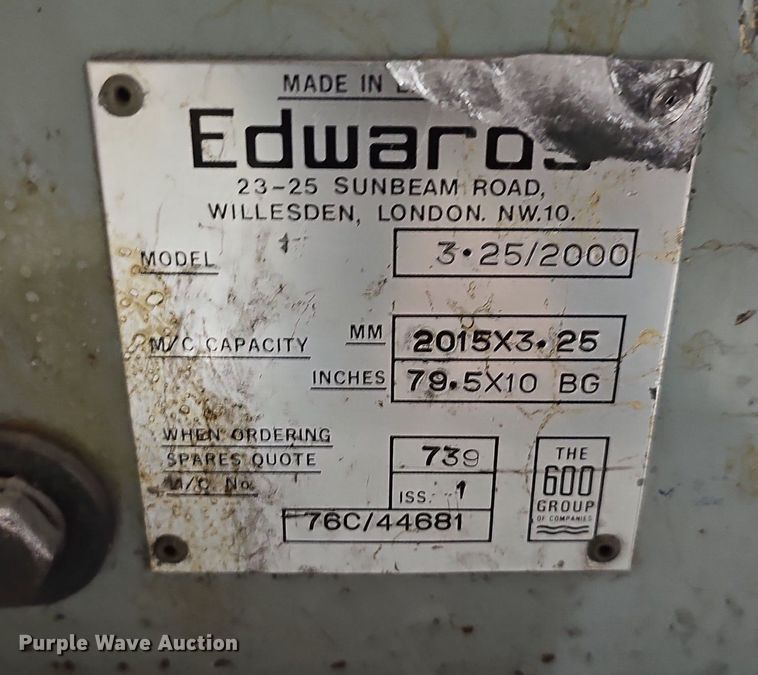 MADE IN
Edwards
23-25 SUNBEAM ROAD,
WILLESDEN, LONDON. NW.10.
MODEL 3·25/2000
M/C CAPACITY MM 2015X3·25
INCHES 79·5X10 BG
WHEN ORDERING
SPARES QUOTE 739
M/C. No. ISS. 1
76C/44681
THE
600
GROUP
OF COMPANIES
Purple Wave Auction